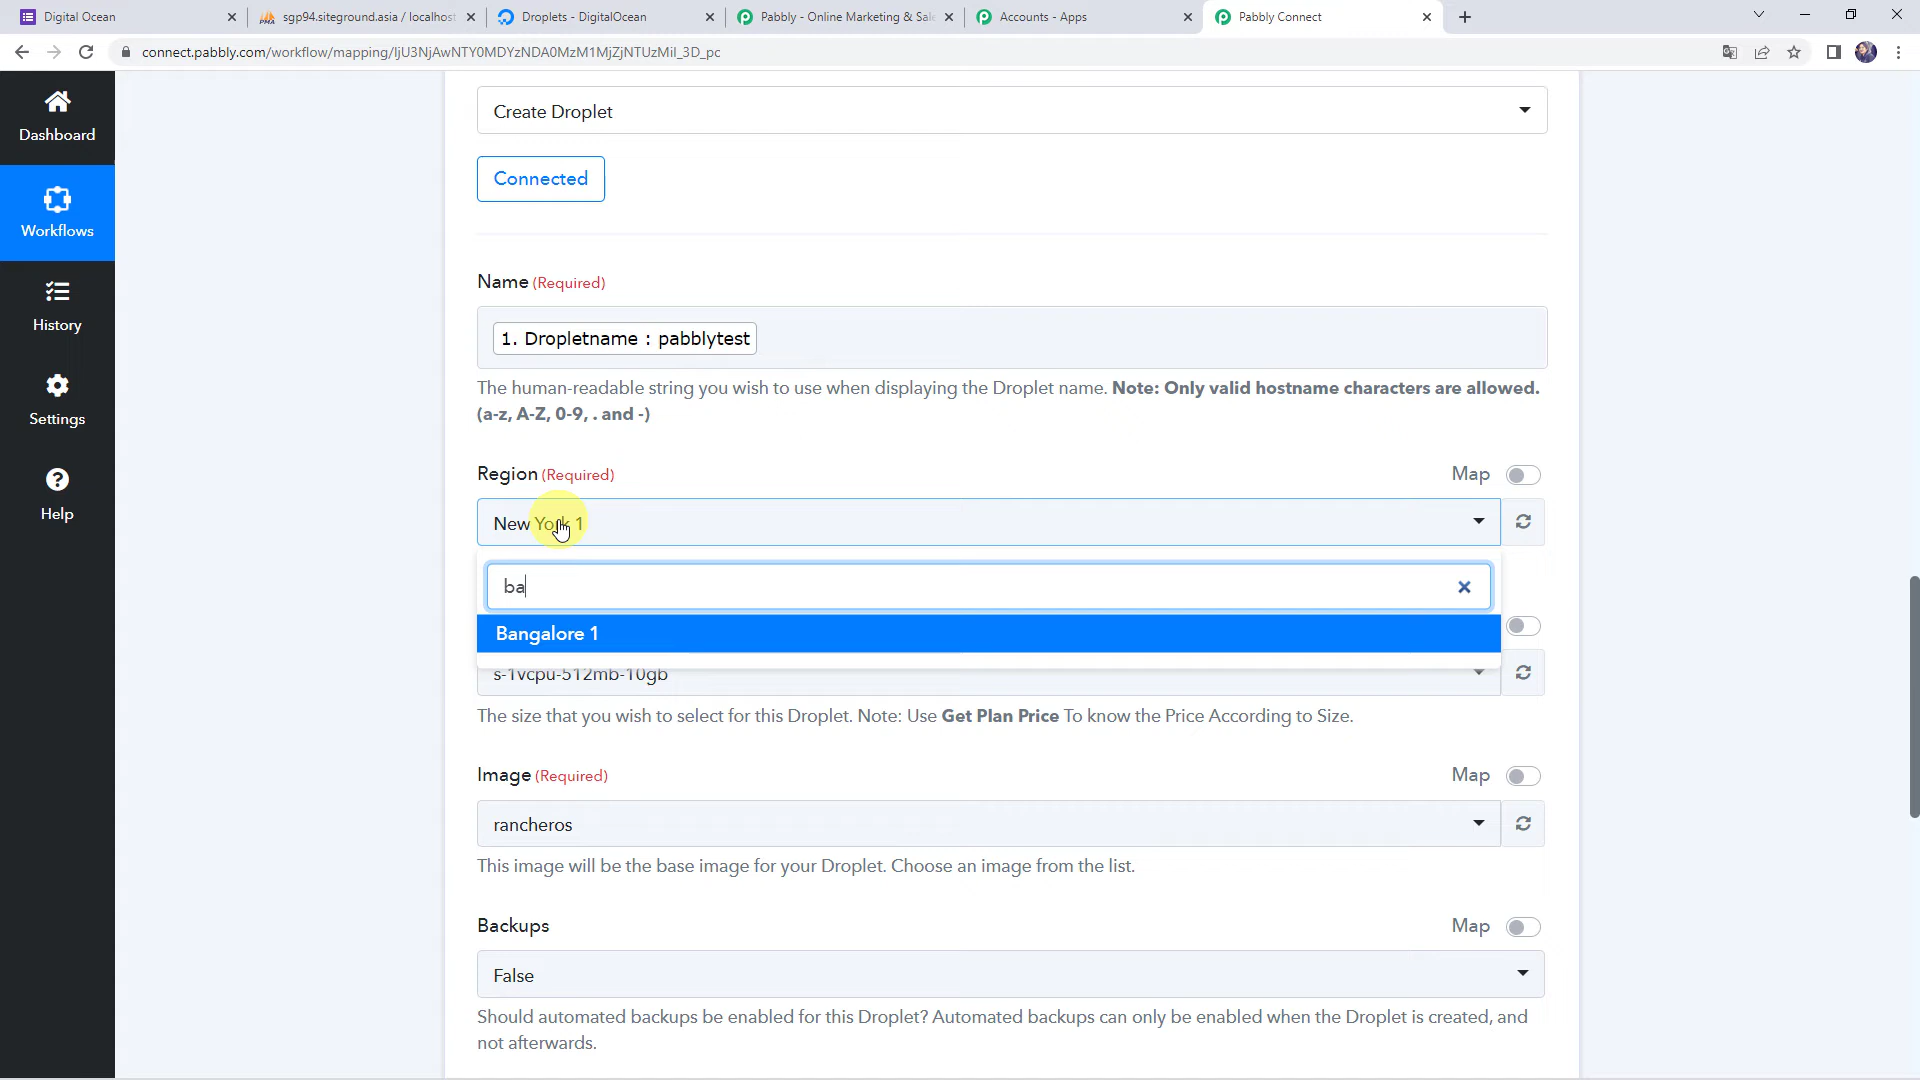 Digital Ocean
sgp94.siteground.asia / localhost
Droplets - DigitalOcean
Pabbly - Online Marketing & Sale
Accounts - Apps
Pabbly Connect
connect.pabbly.com/workflow/mapping/IjU3NjAwNTY0MDYzNDA0MzM1MjZjNTUzMiI_3D_pc
Dashboard
Workflows
History
Settings
Help
Create Droplet
Connected
Name (Required)
1. Dropletname : pabblytest
The human-readable string you wish to use when displaying the Droplet name. Note: Only valid hostname characters are allowed.
(a-z, A-Z, 0-9, . and -)
Region (Required)
Map
New York 1
ba
Bangalore 1
s-1vcpu-512mb-10gb
The size that you wish to select for this Droplet. Note: Use Get Plan Price To know the Price According to Size.
Image (Required)
Map
rancheros
This image will be the base image for your Droplet. Choose an image from the list.
Backups
Map
False
Should automated backups be enabled for this Droplet? Automated backups can only be enabled when the Droplet is created, and
not afterwards.